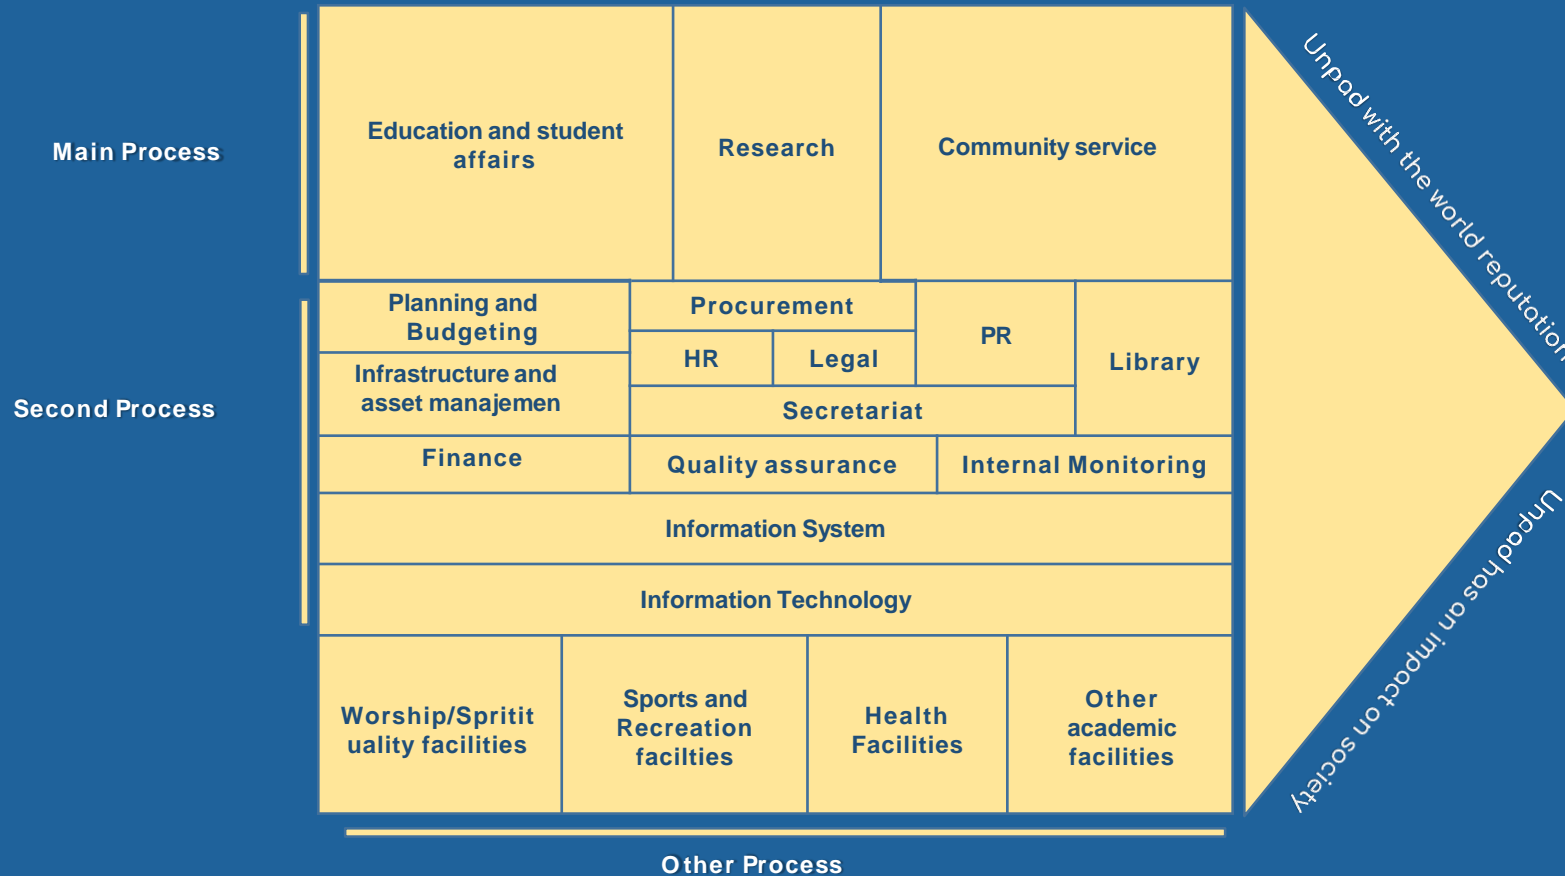 Main Process
Education and student
affairs
Research
Community service
Unpad with the world reputation
Second Process
Planning and
Budgeting
Procurement
PR
Library
HR
Legal
Infrastructure and
asset manajemen
Secretariat
Finance
Quality assurance
Internal Monitoring
Information System
Information Technology
Unpad has an impact on society
Worship/Spritit
uality facilities
Sports and
Recreation
facilties
Health
Facilities
Other
academic
facilities
Other Process